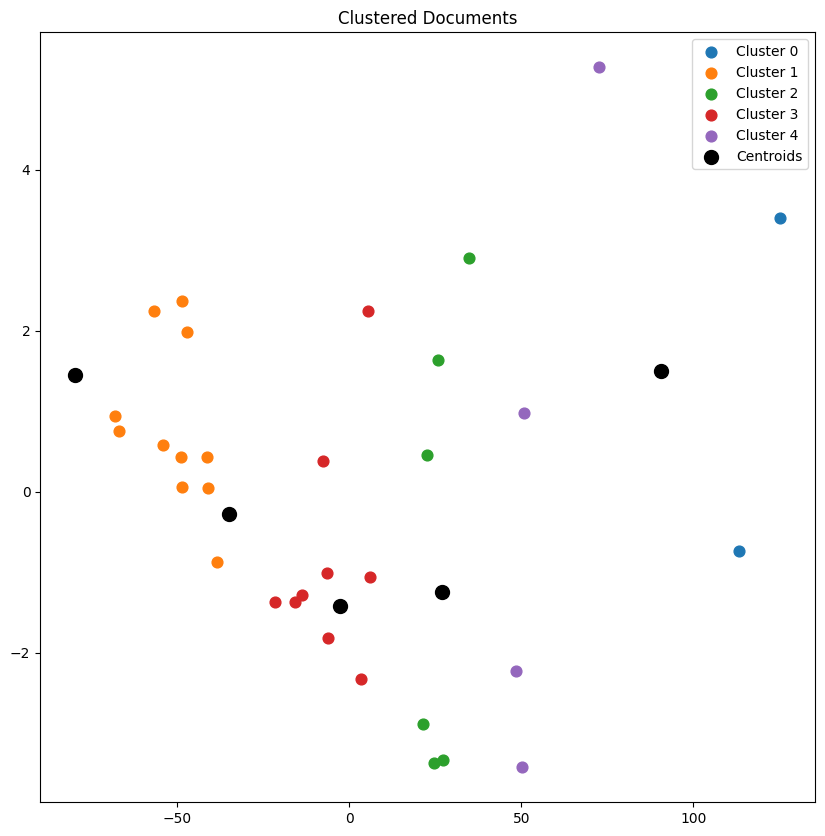 Clustered Documents
Cluster 0
Cluster 1
Cluster 2
Cluster 3
Cluster 4
Centroids
4
2
0
−2
−50
0
50
100